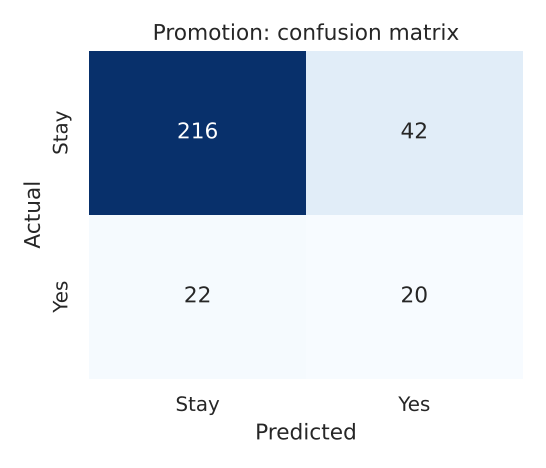 Promotion: confusion matrix
Actual
Stay
216
42
Yes
22
20
Stay
Yes
Predicted